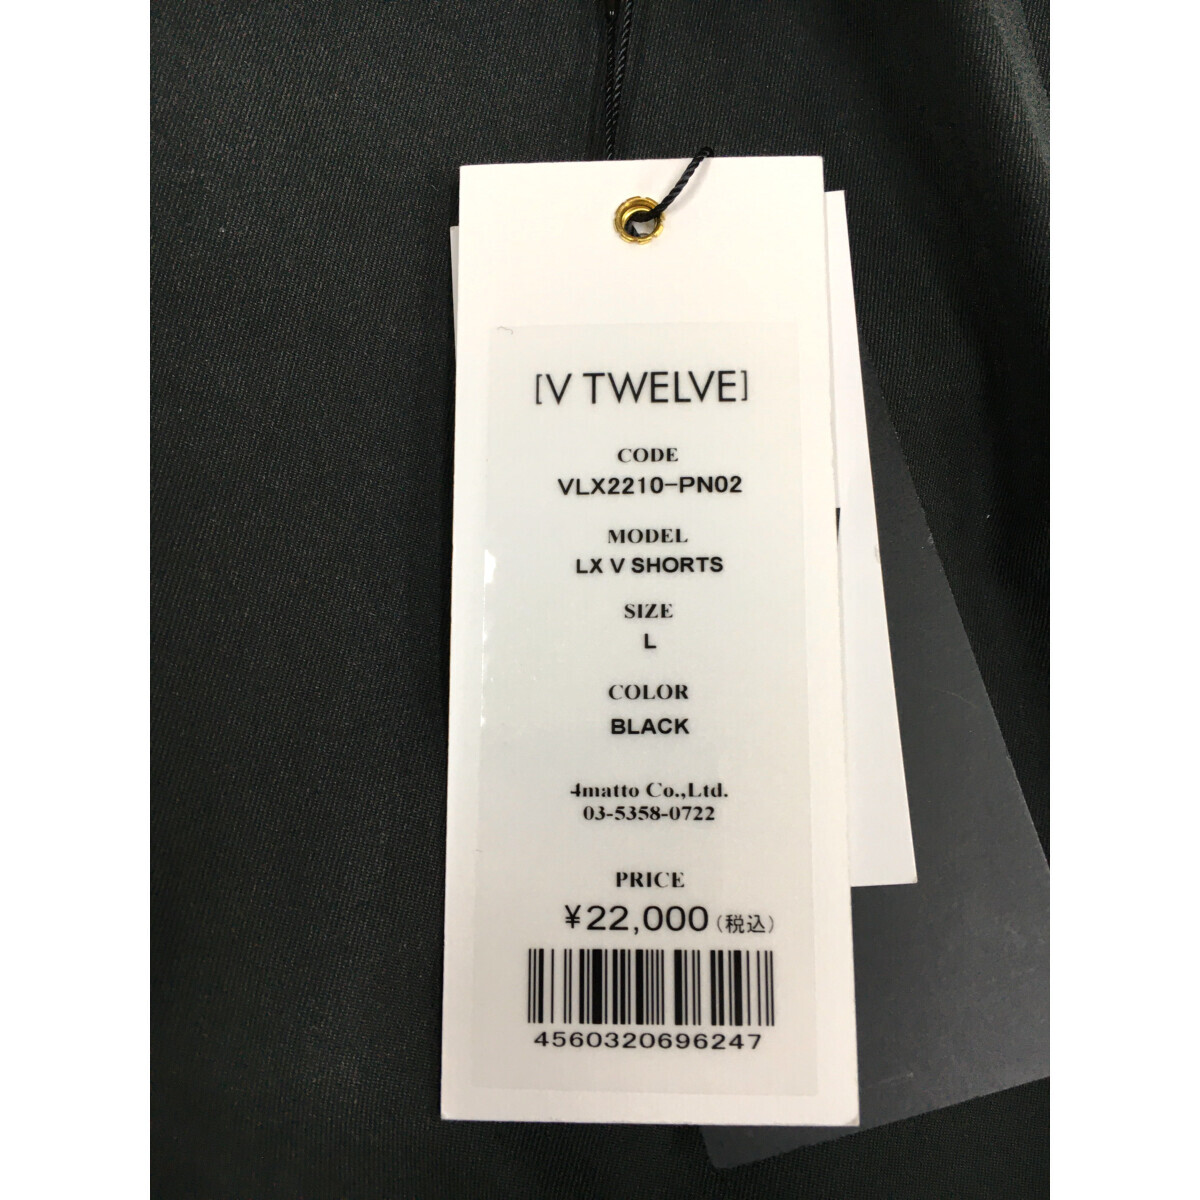 [V TWELVE]
CODE
VLX2210-PN02
MODEL
LX V SHORTS
SIZE
L
COLOR
BLACK
4matto Co.,Ltd.
03-5358-0722
PRICE
¥22,000(税込)
4560320696247